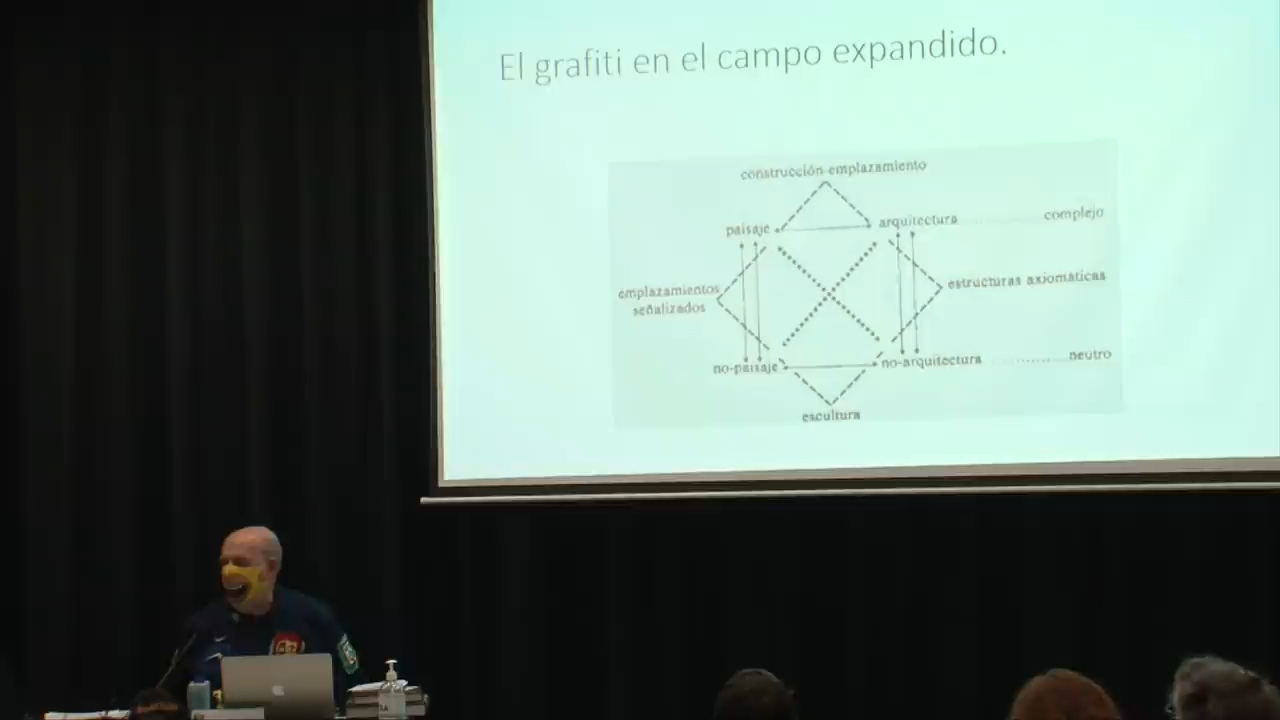 El grafiti en el campo expandido.
construcción-emplazamiento
paisaje
arquitectura
complejo
emplazamientos
señalizados
estructuras axiomáticas
no-paisaje
no-arquitectura
neutro
escultura